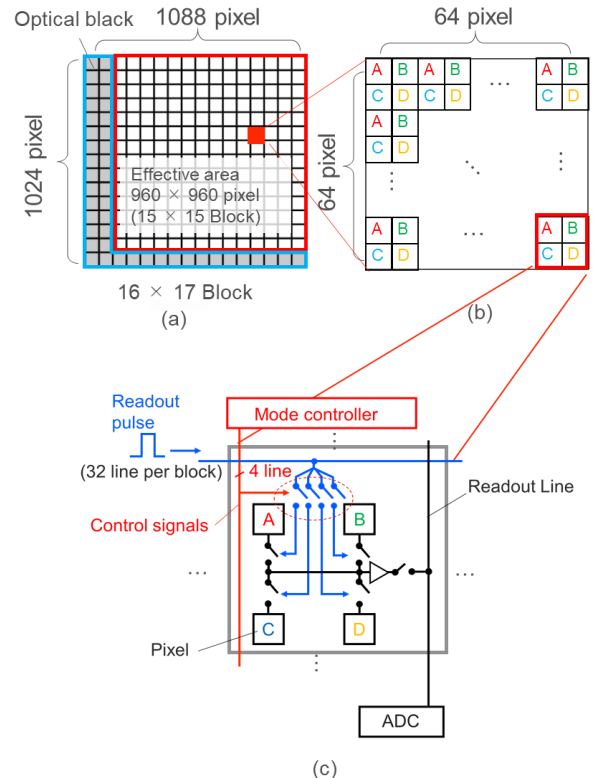 Optical black
1088 pixel
1024 pixel
Effective area
960 × 960 pixel
(15 × 15 Block)
16 × 17 Block
(a)
64 pixel
64 pixel
A B A B ... A B
C D C D C D
A B
C D
A B ... A B
C D C D
(b)
Readout
pulse
(32 line per block)
Mode controller
4 line
Control signals
Readout Line
A B
C D
Pixel
ADC
(c)